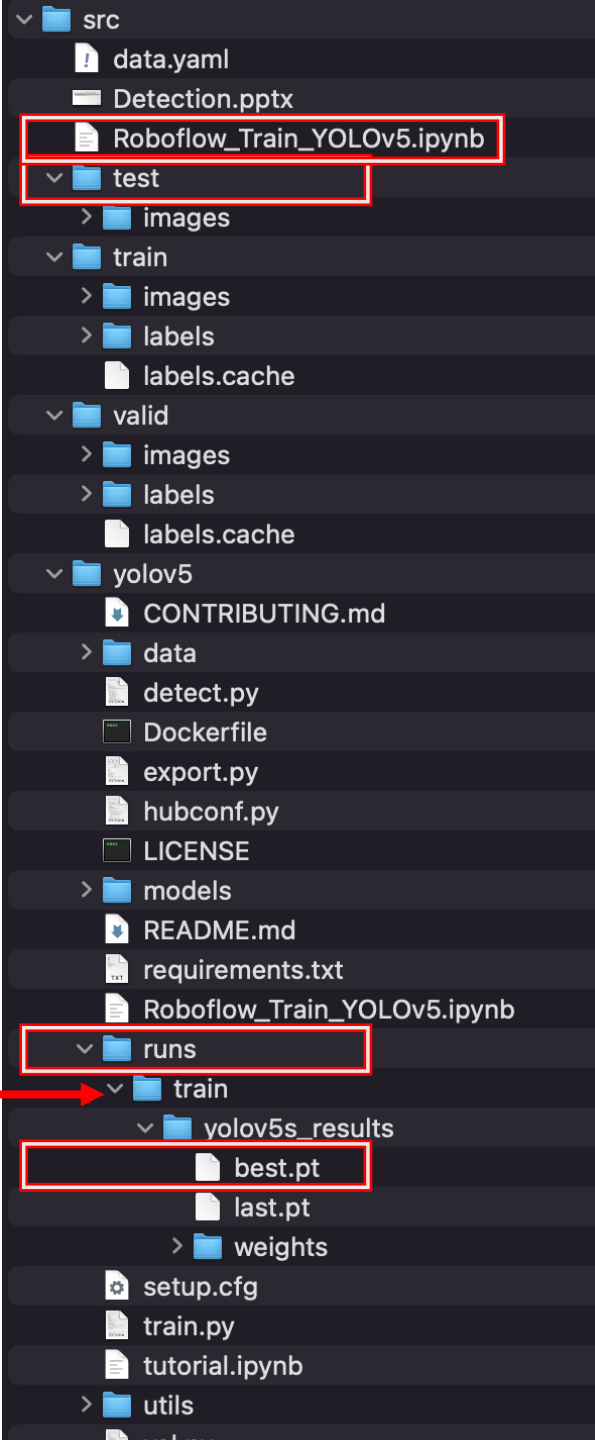 src
data.yaml
Detection.pptx
Roboflow_Train_YOLOv5.ipynb
test
images
train
images
labels
labels.cache
valid
images
labels
labels.cache
yolov5
CONTRIBUTING.md
data
detect.py
Dockerfile
export.py
hubconf.py
LICENSE
models
README.md
requirements.txt
Roboflow_Train_YOLOv5.ipynb
runs
train
yolov5s_results
best.pt
last.pt
weights
setup.cfg
train.py
tutorial.ipynb
utils